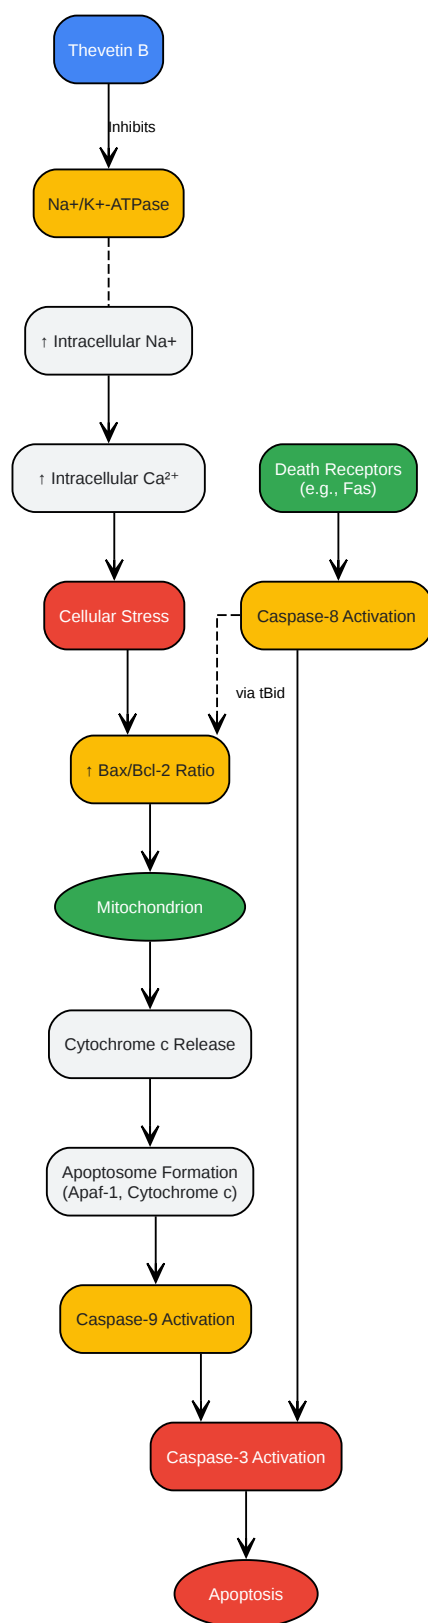 Thevetin B
Inhibits
Na+/K+-ATPase
↑ Intracellular Na+
↑ Intracellular Ca²⁺
Death Receptors
(e.g., Fas)
Cellular Stress
Caspase-8 Activation
via tBid
↑ Bax/Bcl-2 Ratio
Mitochondrion
Cytochrome c Release
Apoptosome Formation
(Apaf-1, Cytochrome c)
Caspase-9 Activation
Caspase-3 Activation
Apoptosis